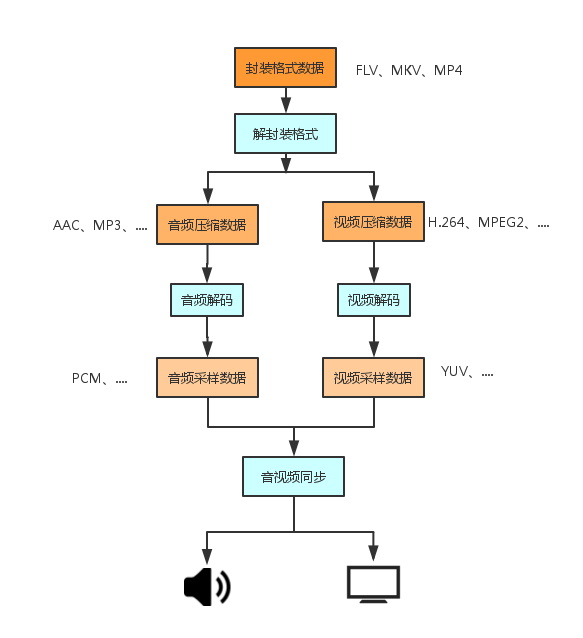 封装格式数据
FLV、MKV、MP4
解封装格式
AAC、MP3、....
音频压缩数据
视频压缩数据
H.264、MPEG2、....
音频解码
视频解码
PCM、....
音频采样数据
视频采样数据
YUV、....
音视频同步